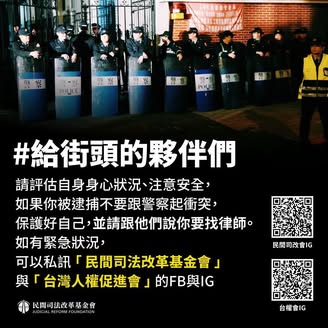 #給街頭的夥伴們
請評估自身身心狀況、注意安全，
如果你被逮捕不要跟警察起衝突，
保護好自己，並請跟他們說你要找律師。
如有緊急狀況，
可以私訊「民間司法改革基金會」
與「台灣人權促進會」的FB與IG
民間司改會IG
台權會IG
民間司法改革基金會
JUDICIAL REFORM FOUNDATION
警察
POLICE